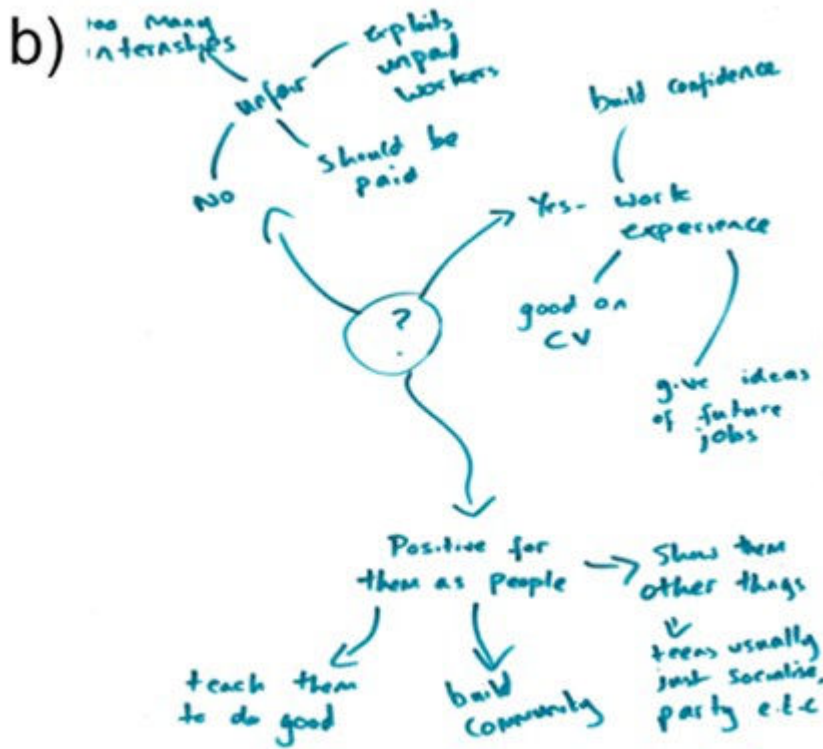 b)
too many
internships
unfair
exploits
unpaid
workers
should be
paid
NO
build confidence
Yes - work
experience
good on
CV
give ideas
of future
jobs
?
Positive for
them as people
show them
other things
teens usually
just socialise,
party e.t.c
teach them
to do good
build
community